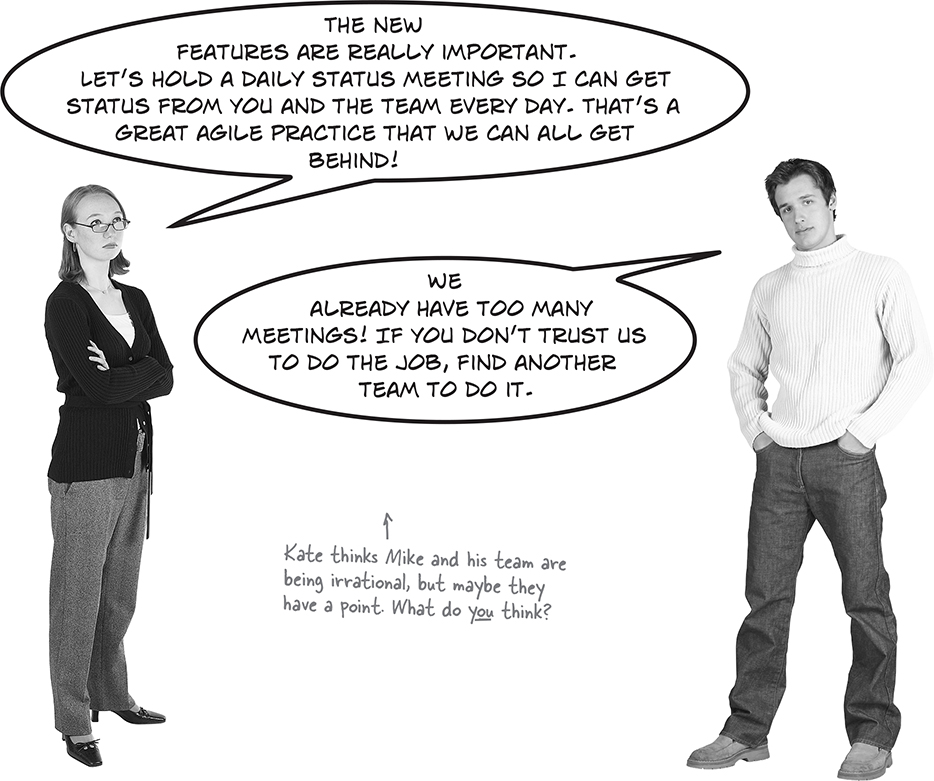 THE NEW
FEATURES ARE REALLY IMPORTANT.
LET'S HOLD A DAILY STATUS MEETING SO I CAN GET
STATUS FROM YOU AND THE TEAM EVERY DAY. THAT'S A
GREAT AGILE PRACTICE THAT WE CAN ALL GET
BEHIND!
WE
ALREADY HAVE TOO MANY
MEETINGS! IF YOU DON'T TRUST US
TO DO THE JOB, FIND ANOTHER
TEAM TO DO IT.
Kate thinks Mike and his team are
being irrational, but maybe they
have a point. What do you think?